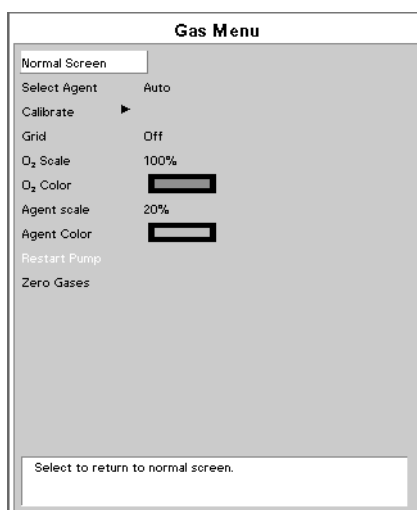 Gas Menu
Normal Screen
Select Agent Auto
Calibrate
Grid Off
O₂ Scale 100%
O₂ Color
Agent scale 20%
Agent Color
Restart Pump
Zero Gases
Select to return to normal screen.